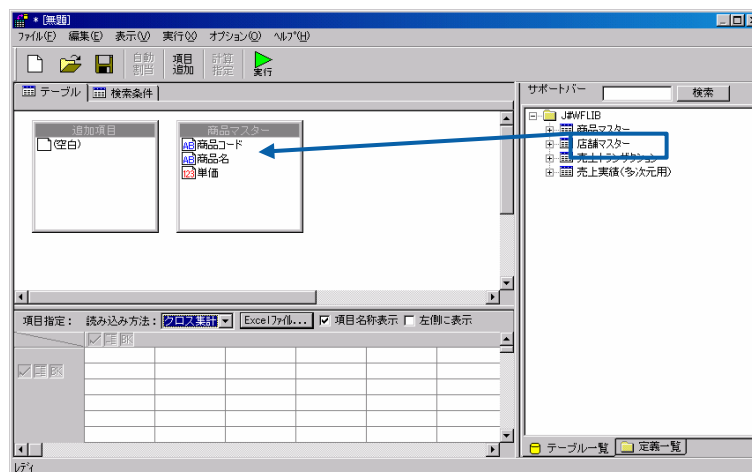 * [無題]
ファイル(F) 編集(E) 表示(V) 実行(X) オプション(O) ヘルプ(H)
自動割当 項目追加 計算指定 実行
テーブル 検索条件
追加項目
(空白)
商品マスター
商品コード
商品名
単価
項目指定： 読み込み方法： クロス集計 Excelファイル... 項目名称表示 左側に表示
サポートバー 検索
J#WFLIB
商品マスター
店舗マスター
売上トランザクション
売上実績(多次元用)
テーブル一覧 定義一覧
レディ